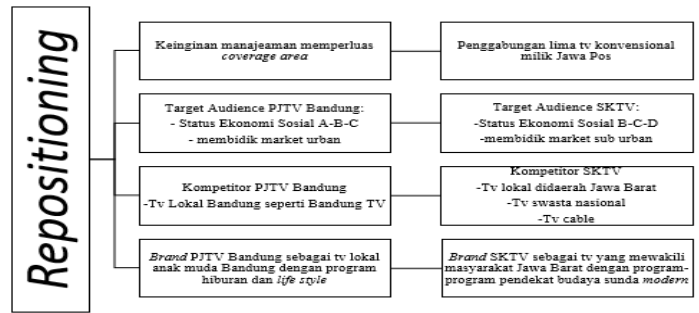 Repositioning
Keinginan manajeaman memperluas
coverage area
Penggabungan lima tv konvensional
milik Jawa Pos
Target Audience PJTV Bandung:
- Status Ekonomi Sosial A-B-C
- membidik market urban
Target Audience SKTV:
-Status Ekonomi Sosial B-C-D
-membidik market sub urban
Kompetitor PJTV Bandung
-Tv Lokal Bandung seperti Bandung TV
Kompetitor SKTV
-Tv lokal didaerah Jawa Barat
-Tv swasta nasional
-Tv cable
Brand PJTV Bandung sebagai tv lokal
anak muda Bandung dengan program
hiburan dan life style
Brand SKTV sebagai tv yang mewakili
masyarakat Jawa Barat dengan program-
program pendekat budaya sunda modern